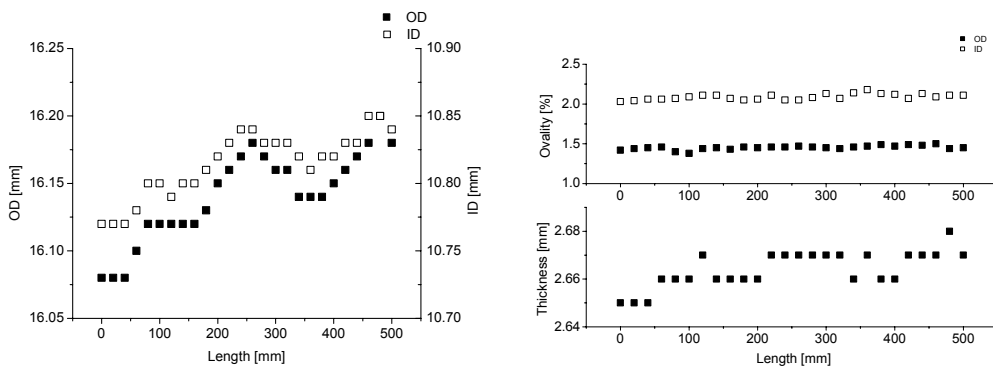 OD
ID
16.25
16.20
16.15
16.10
16.05
OD [mm]
10.90
10.85
10.80
10.75
10.70
ID [mm]
0 100 200 300 400 500
Length [mm]
OD
ID
2.5
2.0
1.5
1.0
Ovality [%]
0 100 200 300 400 500
2.68
2.66
2.64
Thickness [mm]
0 100 200 300 400 500
Length [mm]